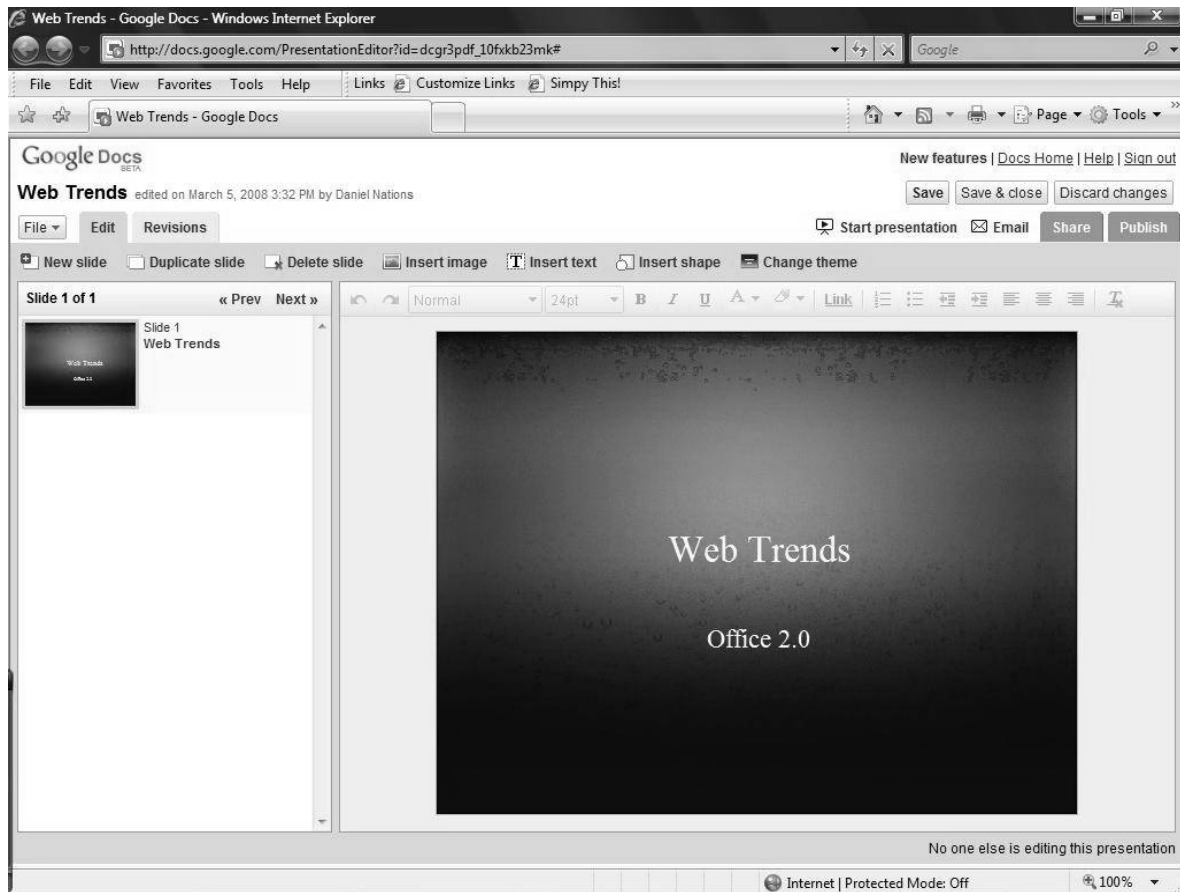 Web Trends - Google Docs - Windows Internet Explorer
http://docs.google.com/PresentationEditor?id=dcgr3pdf_10fxkb23mk#
Google
File Edit View Favorites Tools Help Links Customize Links Simpy This!
Web Trends - Google Docs
Page Tools
Google Docs
BETA
New features | Docs Home | Help | Sign out
Web Trends edited on March 5, 2008 3:32 PM by Daniel Nations
Save Save & close Discard changes
File Edit Revisions
Start presentation Email Share Publish
New slide Duplicate slide Delete slide Insert image Insert text Insert shape Change theme
Slide 1 of 1 « Prev Next »
Normal 24pt B I U A Link
Slide 1
Web Trends
Web Trends
Office 2.0
Web Trends
Office 2.0
No one else is editing this presentation
Internet | Protected Mode: Off 100%